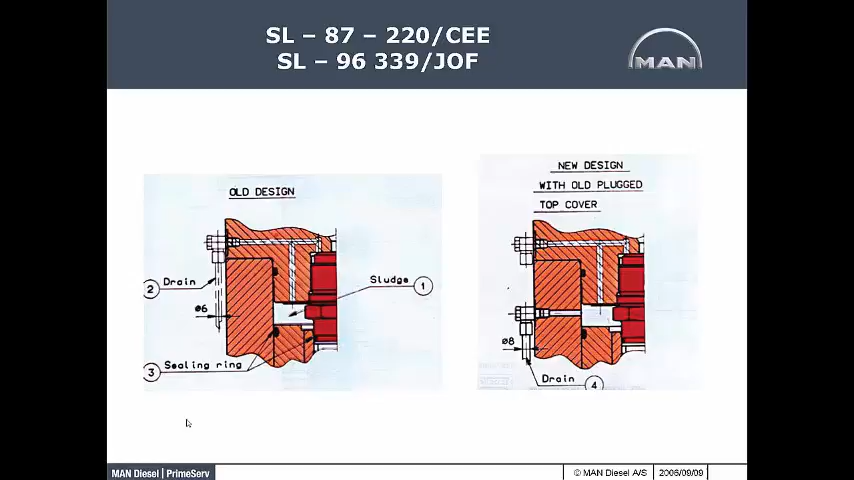 SL – 87 – 220/CEE
SL – 96 339/JOF
MAN
OLD DESIGN
2 Drain
ø6
Sludge 1
3 Sealing ring
NEW DESIGN
WITH OLD PLUGGED
TOP COVER
ø8
Drain 4
MAN Diesel | PrimeServ
© MAN Diesel A/S
2006/09/09